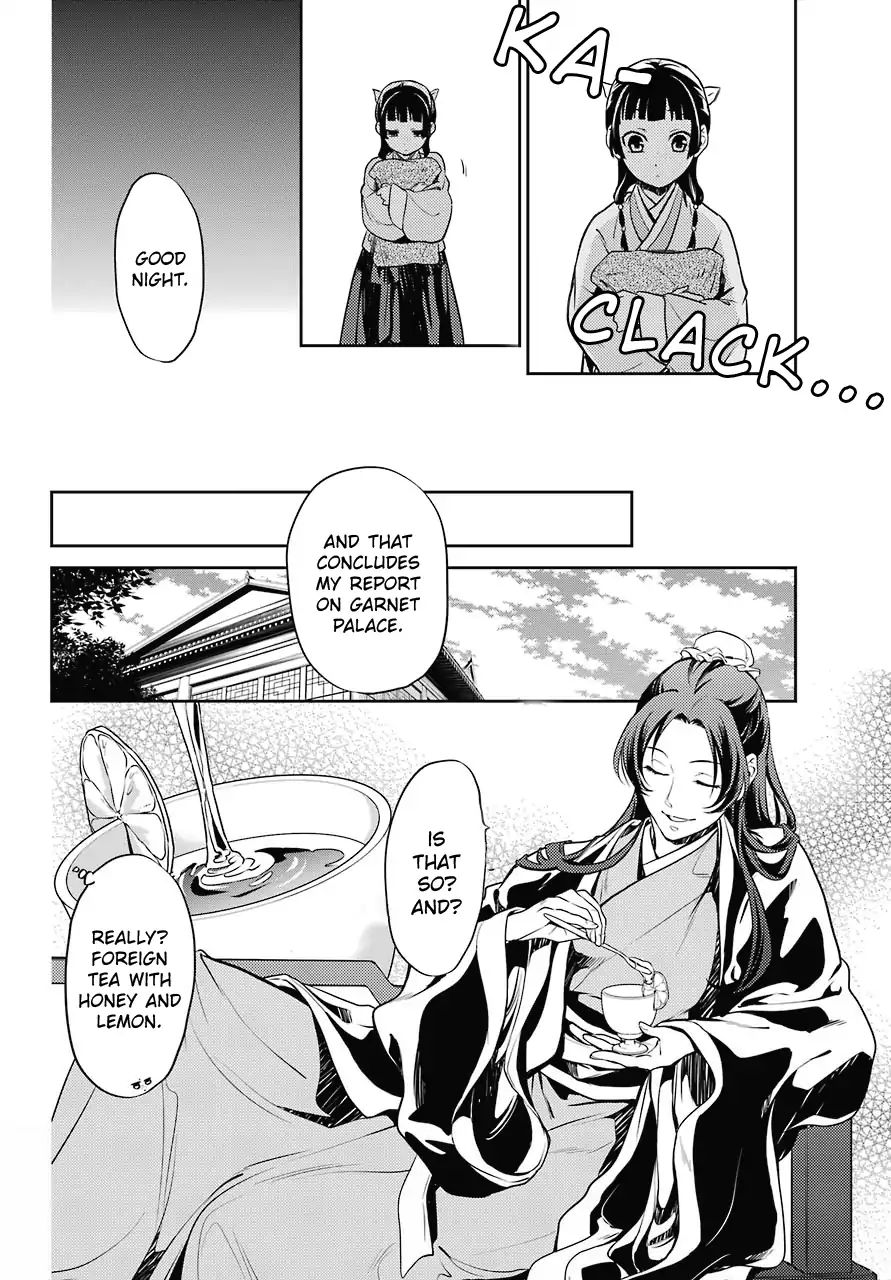 KA-
CLACK...
GOOD
NIGHT.
AND THAT
CONCLUDES
MY REPORT
ON GARNET
PALACE.
IS
THAT
SO?
AND?
REALLY?
FOREIGN
TEA WITH
HONEY AND
LEMON.